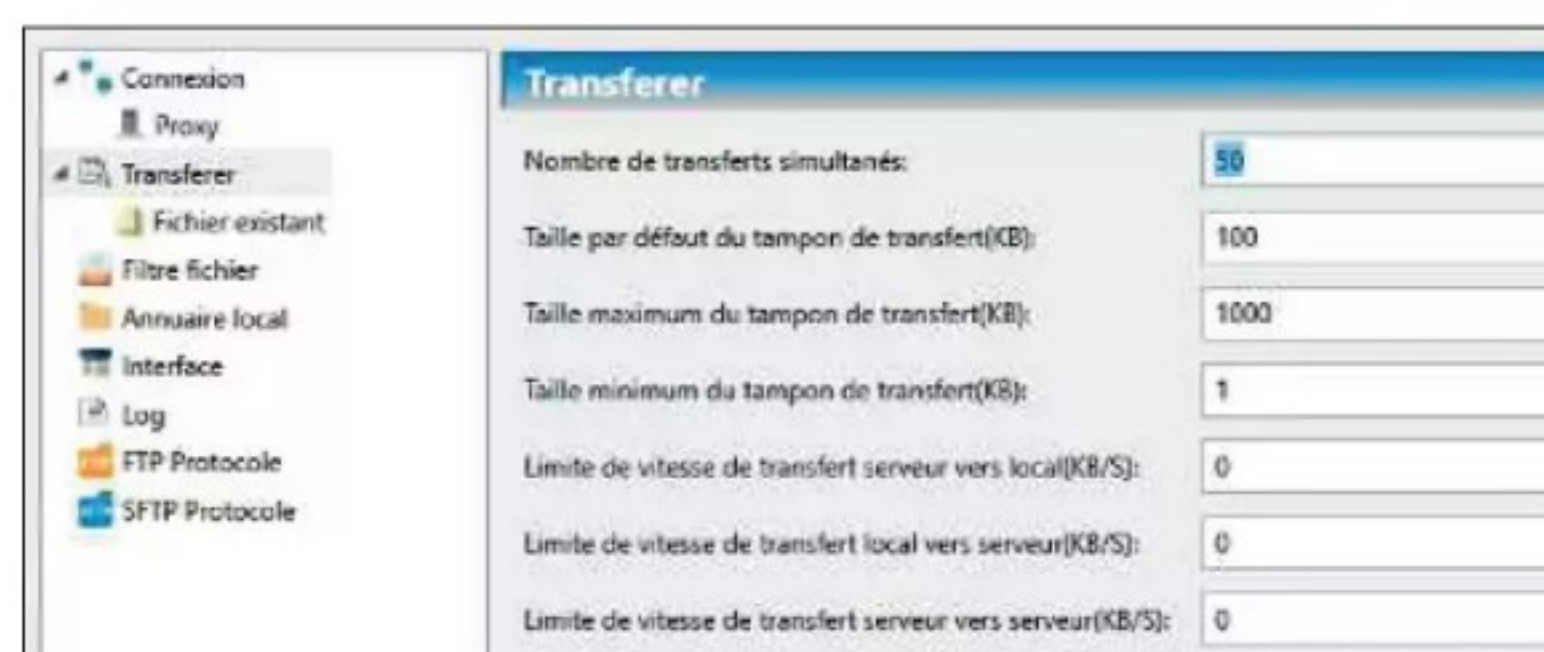 Connexion
Proxy
Transferer
Fichier existant
Filtre fichier
Annuaire local
Interface
Log
FTP Protocole
SFTP Protocole
Transferer
Nombre de transferts simultanés: 50
Taille par défaut du tampon de transfert(KB): 100
Taille maximum du tampon de transfert(KB): 1000
Taille minimum du tampon de transfert(KB): 1
Limite de vitesse de transfert serveur vers local(KB/S): 0
Limite de vitesse de transfert local vers serveur(KB/S): 0
Limite de vitesse de transfert serveur vers serveur(KB/S): 0